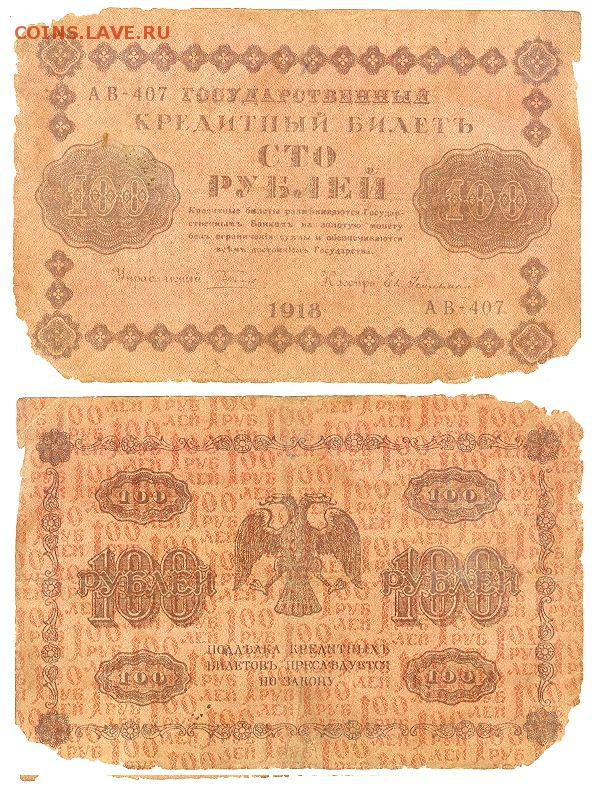 COINS.LAVE.RU
АВ-407 ГОСУДАРСТВЕННЫЙ
КРЕДИТНЫЙ БИЛЕТЪ
СТО
РУБЛЕЙ
100
100
Кредитные билеты размѣниваются Государ-
ственнымъ Банкомъ на золотую монету
безъ ограниченія суммы и обезпечиваются
всѣмъ достояніемъ Государства.
Управляющий
Кассиръ
1918
АВ-407
100
100
100
РУБЛЕЙ
100
РУБЛЕЙ
ПОДДѢЛКА КРЕДИТНЫХЪ
БИЛЕТОВЪ ПРЕСЛѢДУЕТСЯ
ПО ЗАКОНУ
100
100